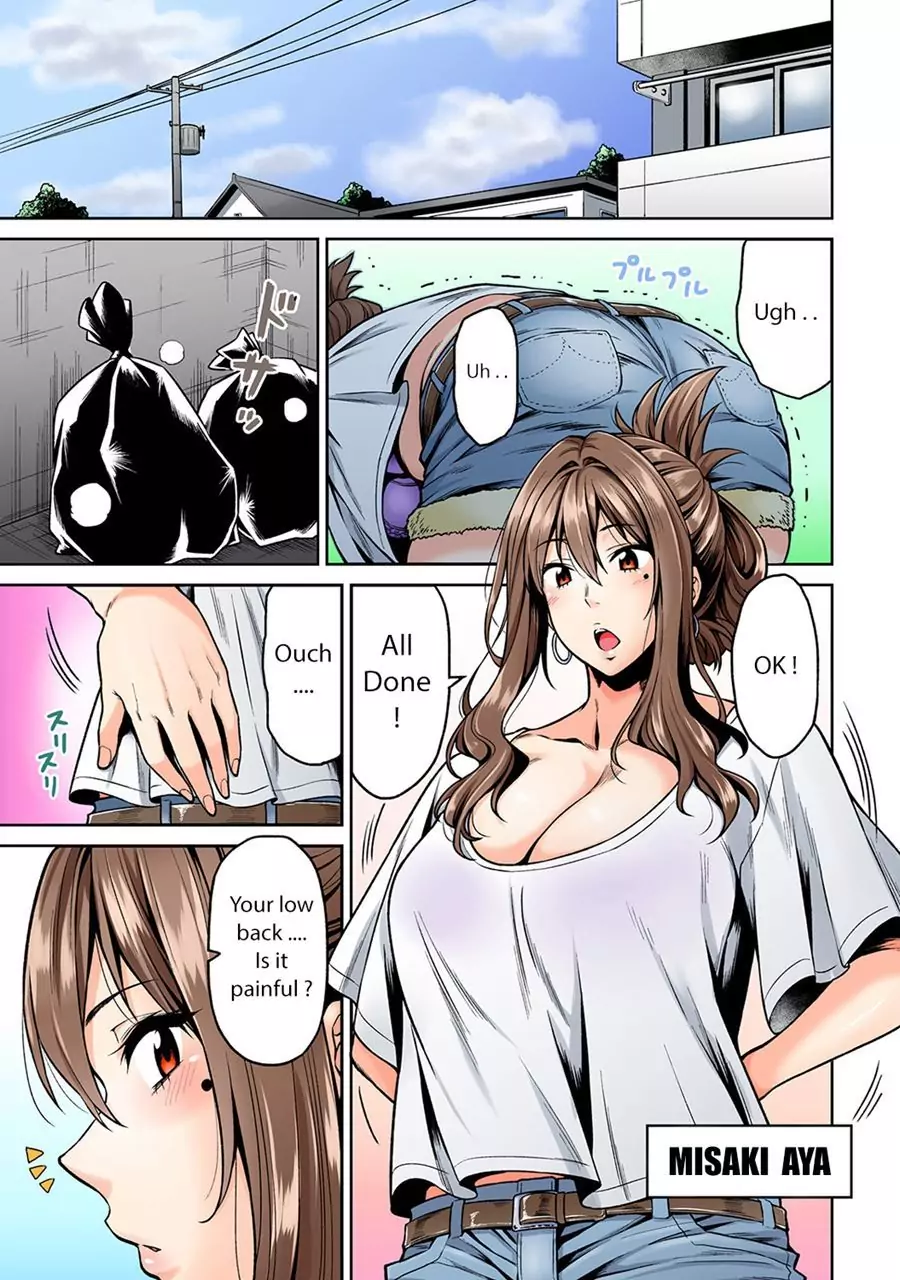 プルプル
Ugh . .
Uh . .
ドサッ
OK !
All
Done
!
Ouch
....
スリスリ
Your low
back ....
Is it
painful ?
MISAKI AYA